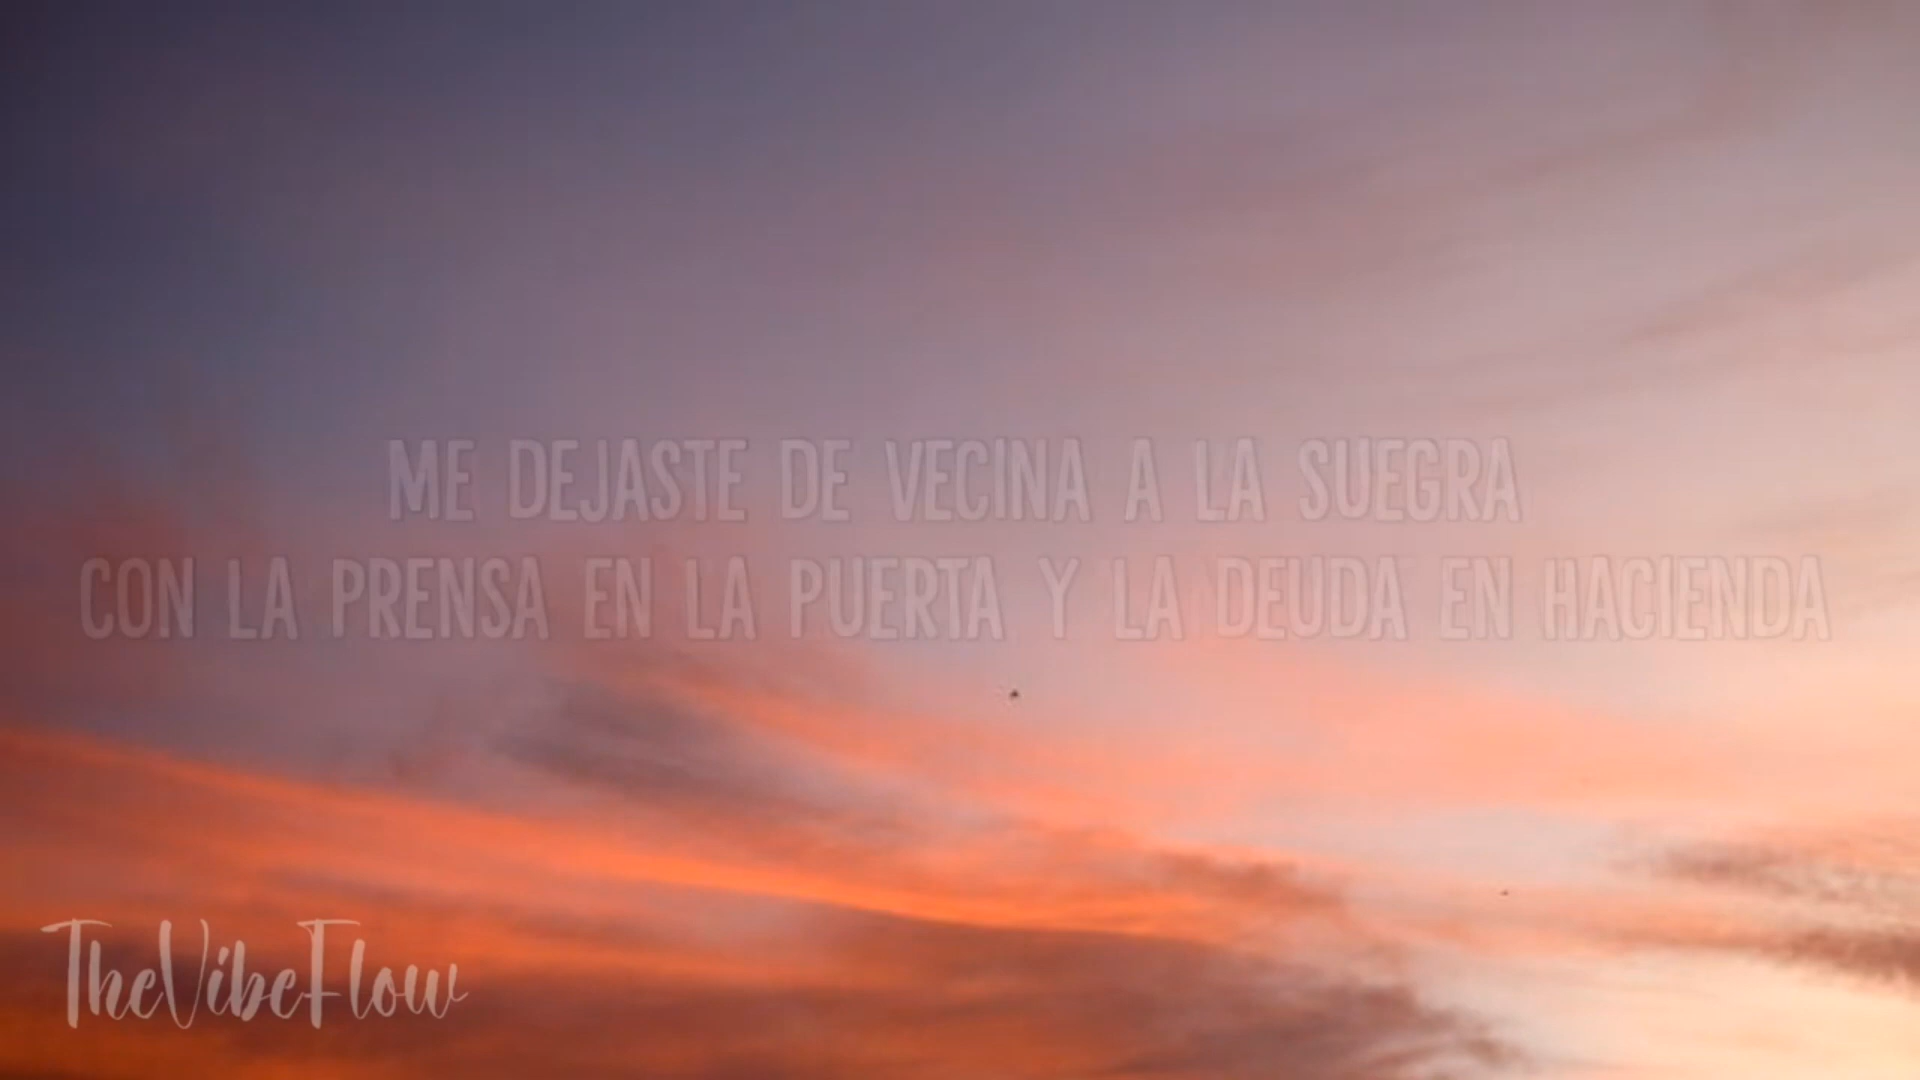 ME DEJASTE DE VECINA A LA SUEGRA
CON LA PRENSA EN LA PUERTA Y LA DEUDA EN HACIENDA
TheVibeFlow